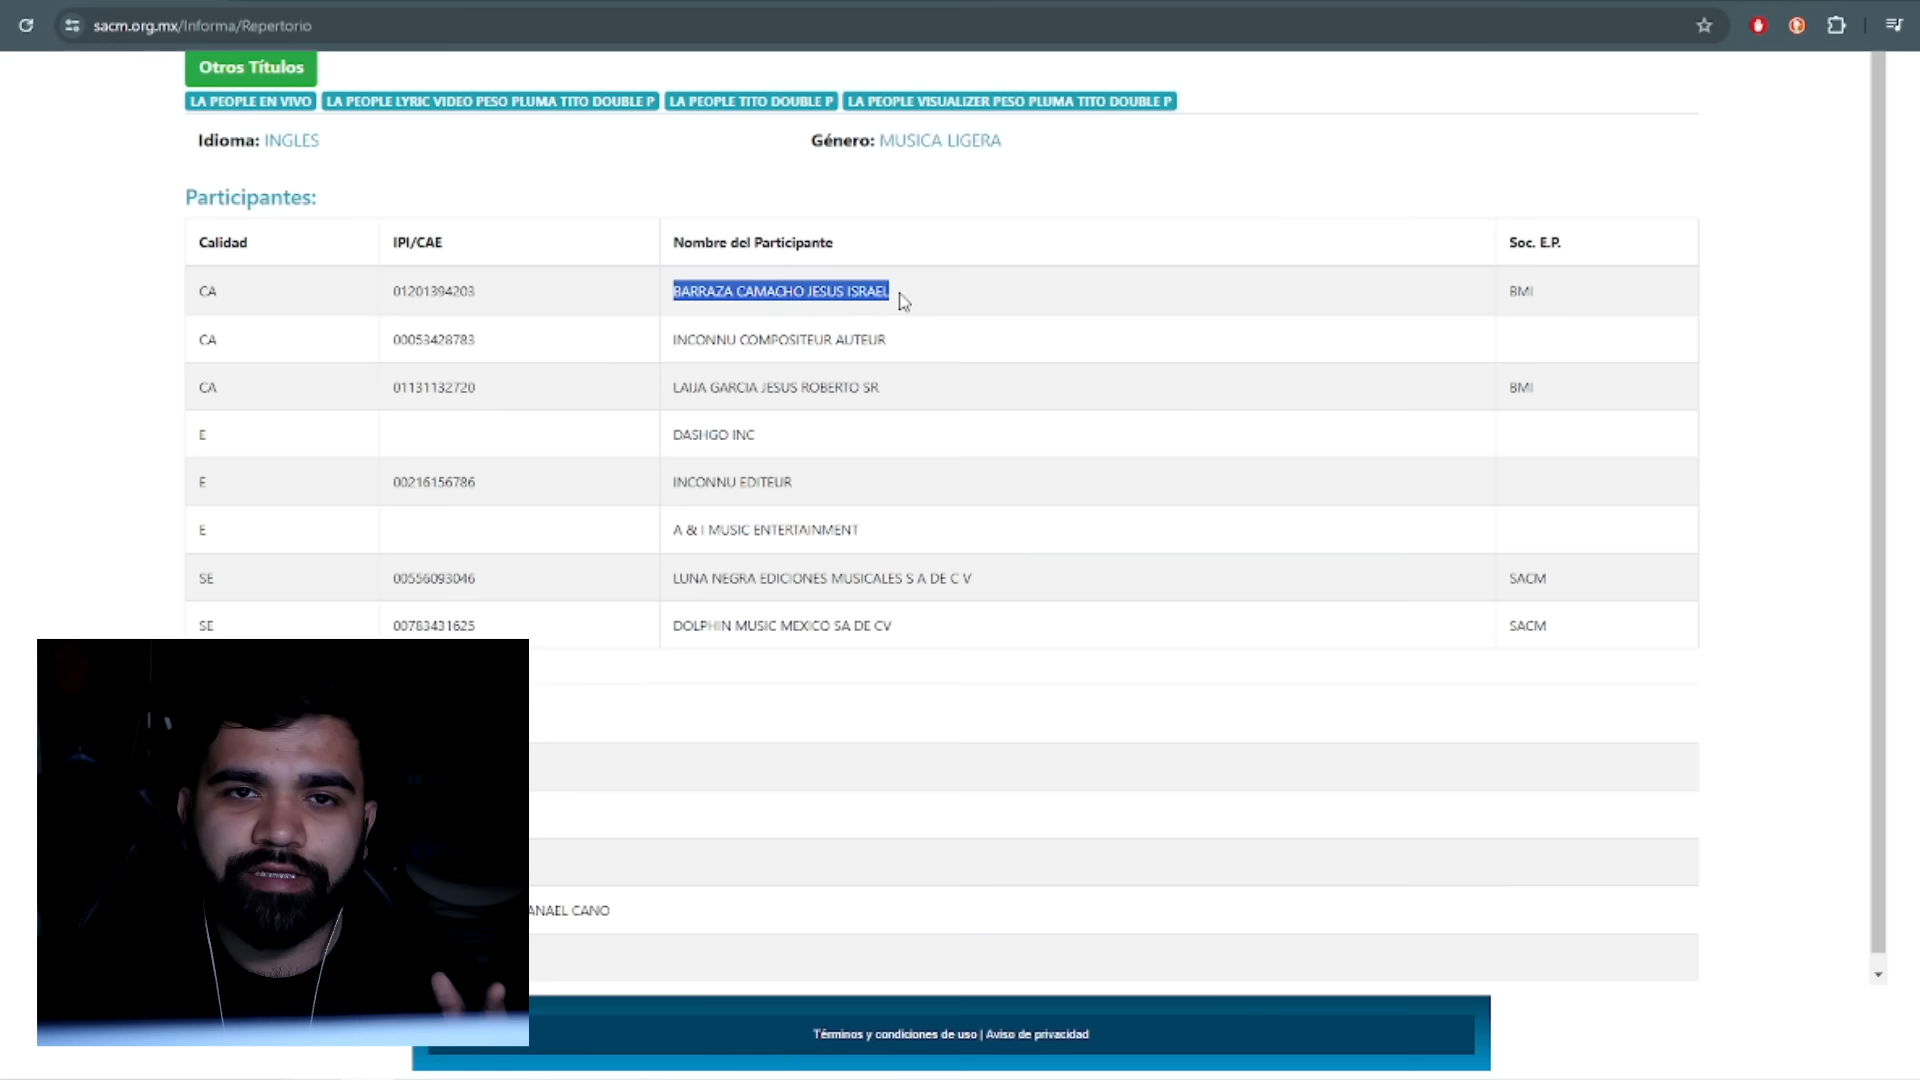 sacm.org.mx/Informa/Repertorio
Otros Títulos
LA PEOPLE EN VIVO LA PEOPLE LYRIC VIDEO PESO PLUMA TITO DOUBLE P LA PEOPLE TITO DOUBLE P LA PEOPLE VISUALIZER PESO PLUMA TITO DOUBLE P
Idioma: INGLES Género: MUSICA LIGERA
Participantes:
Calidad IPI/CAE Nombre del Participante Soc. E.P.
CA 01201394203 BARRAZA CAMACHO JESUS ISRAEL BMI
CA 00053428783 INCONNU COMPOSITEUR AUTEUR
CA 01131132720 LAIJA GARCIA JESUS ROBERTO SR BMI
E DASHGO INC
E 00216156786 INCONNU EDITEUR
E A & I MUSIC ENTERTAINMENT
SE 00556093046 LUNA NEGRA EDICIONES MUSICALES S A DE C V SACM
SE 00783431625 DOLPHIN MUSIC MEXICO SA DE CV SACM
ANAEL CANO
Términos y condiciones de uso | Aviso de privacidad